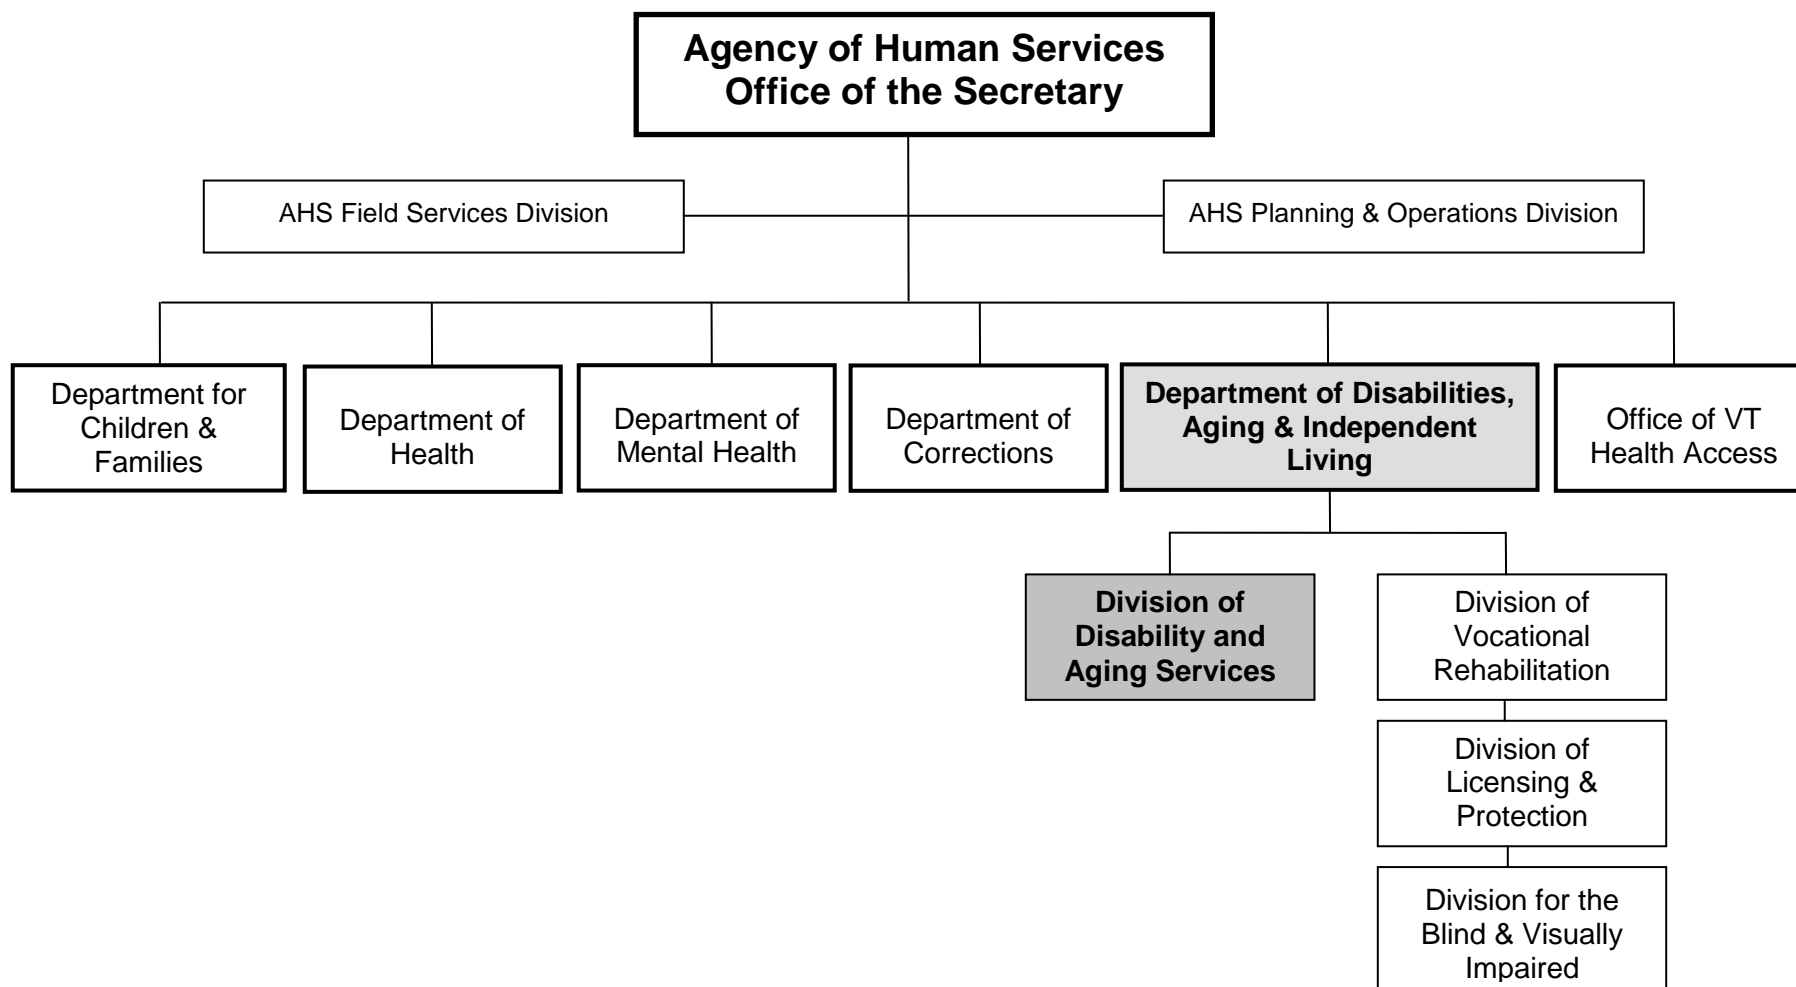 Agency of Human Services
Office of the Secretary
AHS Field Services Division
AHS Planning & Operations Division
Department for
Children &
Families
Department of
Health
Department of
Mental Health
Department of
Corrections
Department of Disabilities,
Aging & Independent
Living
Office of VT
Health Access
Division of
Disability and
Aging Services
Division of
Vocational
Rehabilitation
Division of
Licensing &
Protection
Division for the
Blind & Visually
Impaired